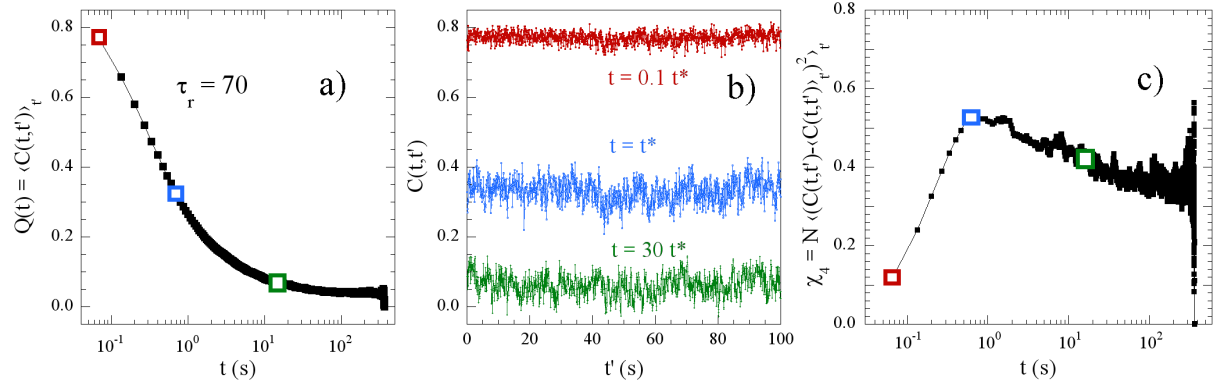 a)
τr = 70
Q(t) = ⟨C(t,t')⟩t'
0.8
0.6
0.4
0.2
0.0
10-1
100
101
102
t (s)
b)
t = 0.1 t*
t = t*
t = 30 t*
C(t,t')
0.8
0.6
0.4
0.2
0.0
0
20
40
60
80
100
t' (s)
c)
χ4 = N ⟨(C(t,t')-⟨C(t,t')⟩t')2⟩t'
0.8
0.6
0.4
0.2
0.0
10-1
100
101
102
t (s)